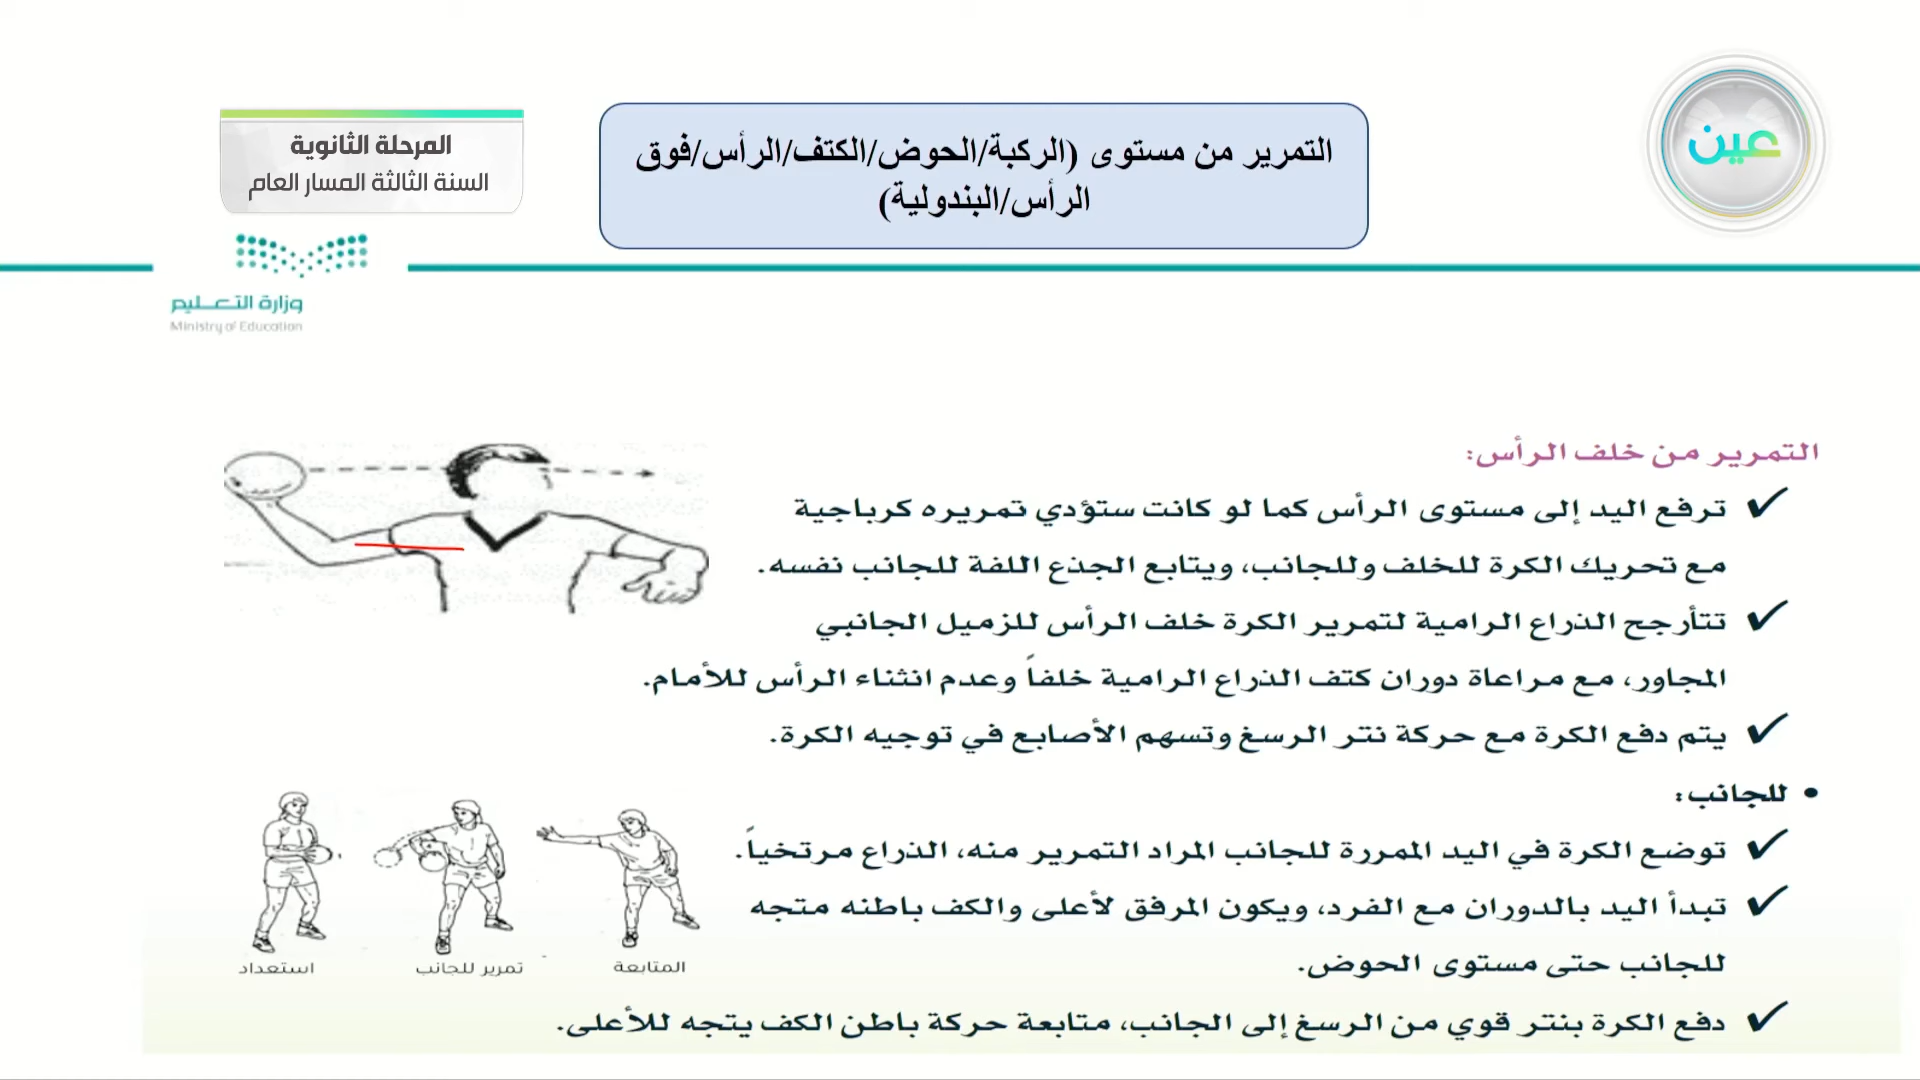 عين
التمرير من مستوى (الركبة/الحوض/الكتف/الرأس/فوق
الرأس/البندولية)
المرحلة الثانوية
السنة الثالثة المسار العام
وزارة التعليم
Ministry of Education
التمرير من خلف الرأس:
✓ ترفع اليد إلى مستوى الرأس كما لو كانت ستؤدي تمريره كرباجية
مع تحريك الكرة للخلف وللجانب، ويتابع الجذع اللفة للجانب نفسه.
✓ تتأرجح الذراع الرامية لتمرير الكرة خلف الرأس للزميل الجانبي
المجاور، مع مراعاة دوران كتف الذراع الرامية خلفاً وعدم انثناء الرأس للأمام.
✓ يتم دفع الكرة مع حركة نتر الرسغ وتسهم الأصابع في توجيه الكرة.
• للجانب:
✓ توضع الكرة في اليد الممررة للجانب المراد التمرير منه، الذراع مرتخياً.
✓ تبدأ اليد بالدوران مع الفرد، ويكون المرفق لأعلى والكف باطنه متجه
للجانب حتى مستوى الحوض.
✓ دفع الكرة بنتر قوي من الرسغ إلى الجانب، متابعة حركة باطن الكف يتجه للأعلى.
المتابعة
تمرير للجانب
استعداد